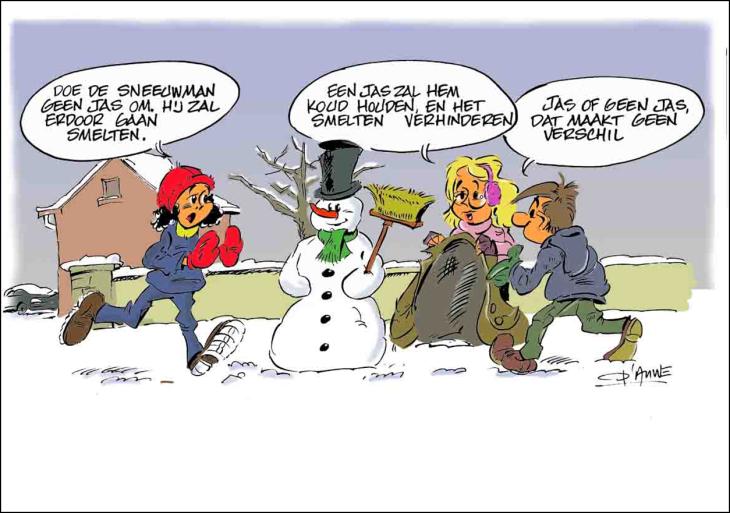 DOE DE SNEEUWMAN
GEEN JAS OM. HIJ ZAL
ERDOOR GAAN
SMELTEN.
EEN JAS ZAL HEM
KOUD HOUDEN, EN HET
SMELTEN VERHINDEREN
JAS OF GEEN JAS,
DAT MAAKT GEEN
VERSCHIL